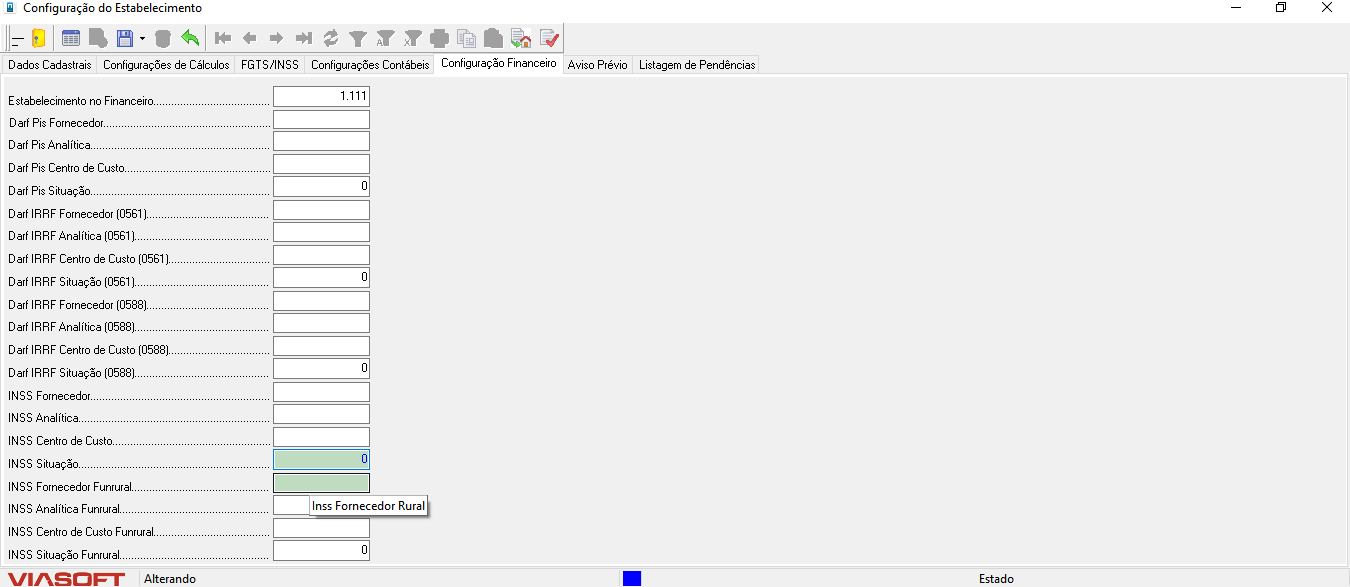 Configuração do Estabelecimento
Dados Cadastrais Configurações de Cálculos FGTS/INSS Configurações Contábeis Configuração Financeiro Aviso Prévio Listagem de Pendências
Estabelecimento no Financeiro 1.111
Darf Pis Fornecedor
Darf Pis Analítica
Darf Pis Centro de Custo
Darf Pis Situação 0
Darf IRRF Fornecedor (0561)
Darf IRRF Analítica (0561)
Darf IRRF Centro de Custo (0561)
Darf IRRF Situação (0561) 0
Darf IRRF Fornecedor (0588)
Darf IRRF Analítica (0588)
Darf IRRF Centro de Custo (0588)
Darf IRRF Situação (0588) 0
INSS Fornecedor
INSS Analítica
INSS Centro de Custo
INSS Situação 0
INSS Fornecedor Funrural
Inss Fornecedor Rural
INSS Analítica Funrural
INSS Centro de Custo Funrural
INSS Situação Funrural 0
VIASOFT Alterando Estado